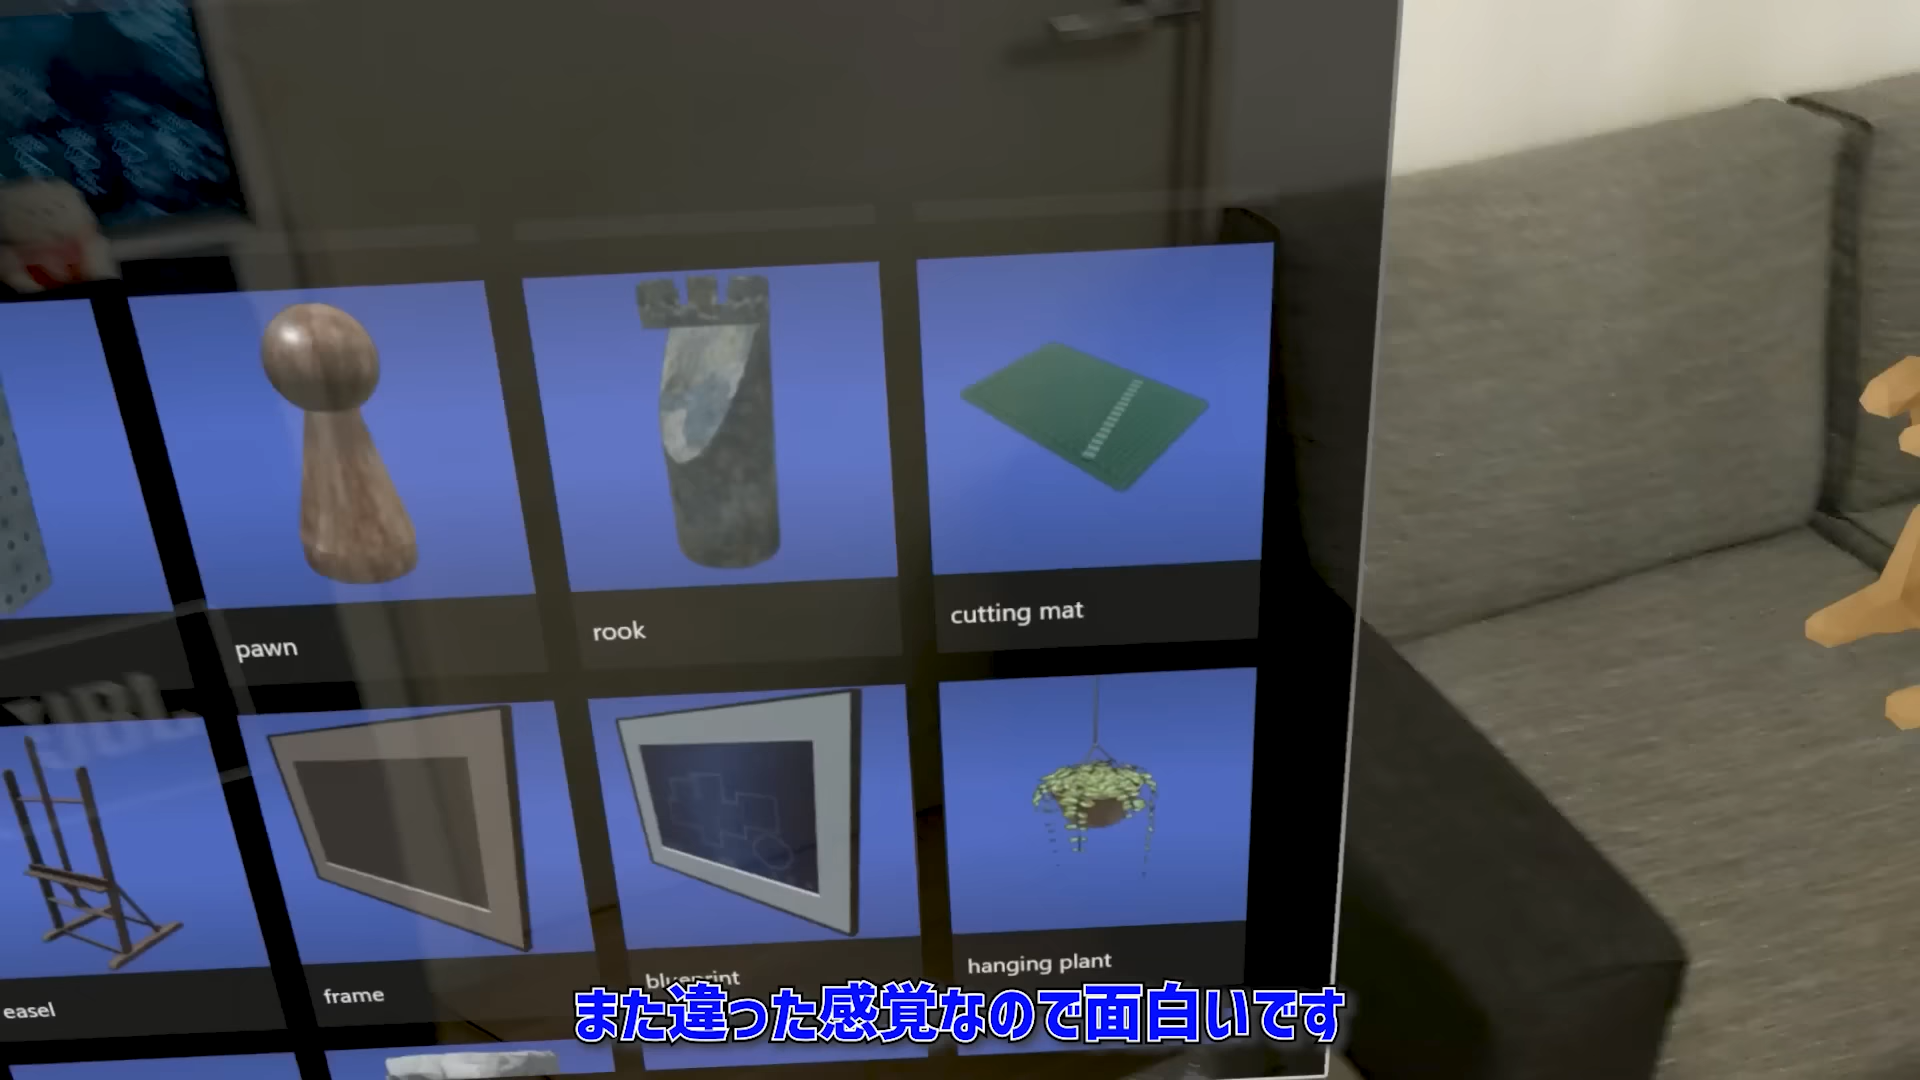 pawn
rook
cutting mat
JBL
easel
frame
blueprint
hanging plant
また違った感覚なので面白いです